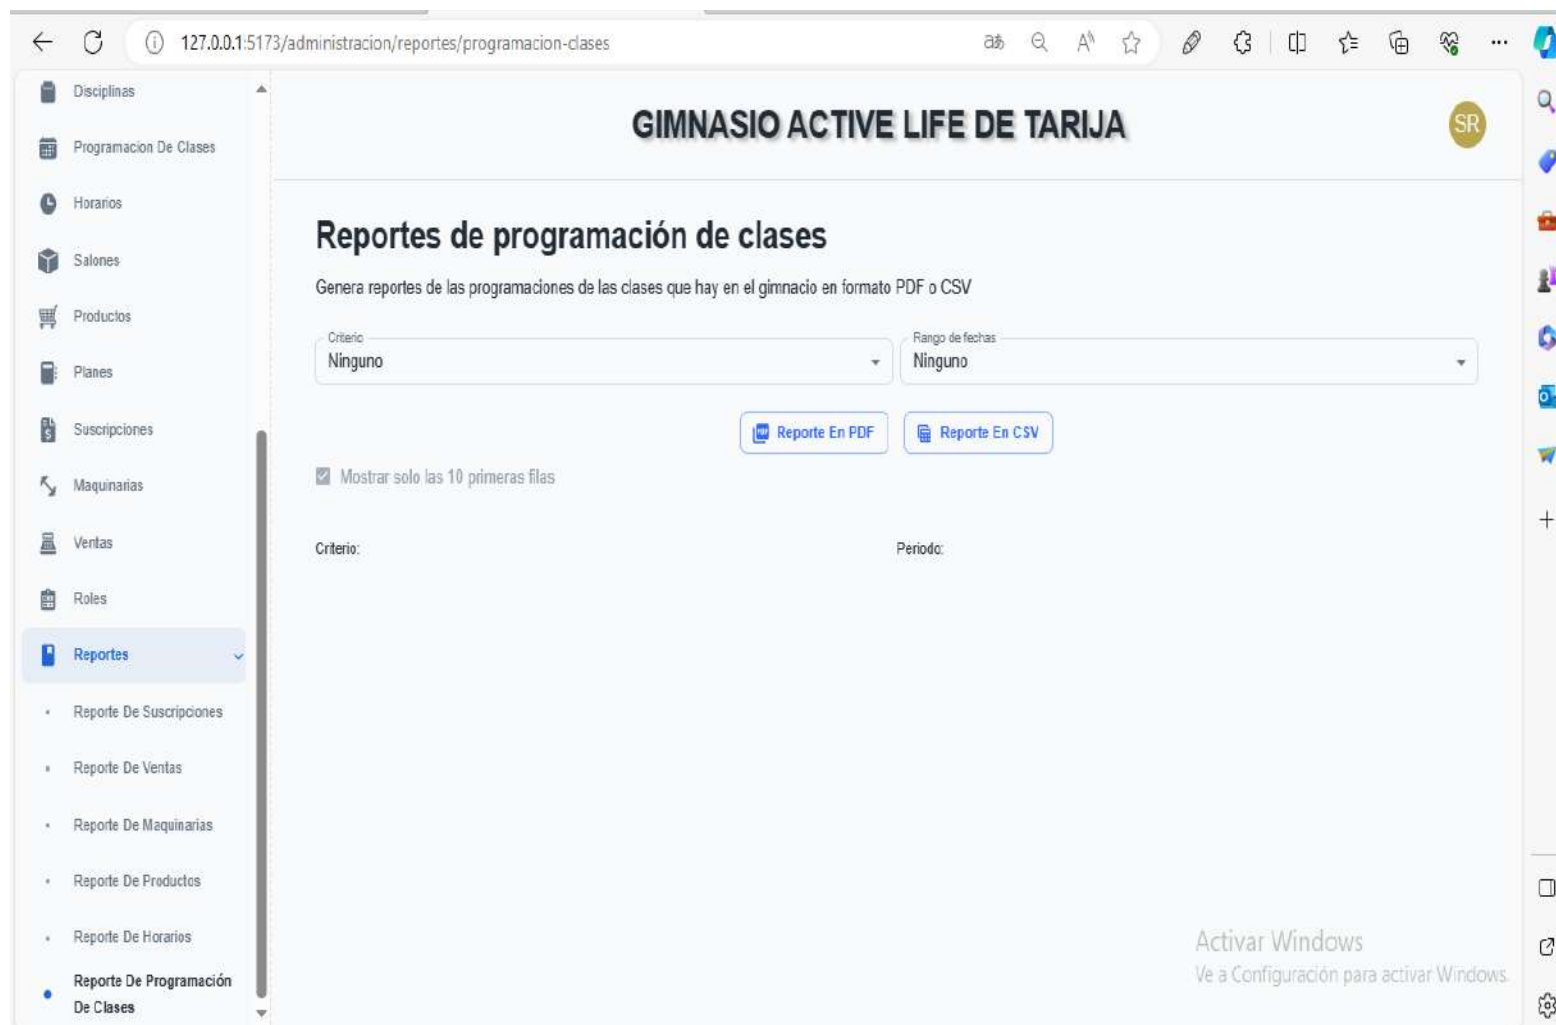 127.0.0.1:5173/administracion/reportes/programacion-clases
Disciplinas
Programacion De Clases
Horarios
Salones
Productos
Planes
Suscripciones
Maquinarias
Ventas
Roles
Reportes
Reporte De Suscripciones
Reporte De Ventas
Reporte De Maquinarias
Reporte De Productos
Reporte De Horarios
Reporte De Programación
De Clases
GIMNASIO ACTIVE LIFE DE TARIJA
SR
Reportes de programación de clases
Genera reportes de las programaciones de las clases que hay en el gimnacio en formato PDF o CSV
Criterio
Ninguno
Rango de fechas
Ninguno
Reporte En PDF
Reporte En CSV
Mostrar solo las 10 primeras filas
Criterio:
Periodo:
Activar Windows
Ve a Configuración para activar Windows.